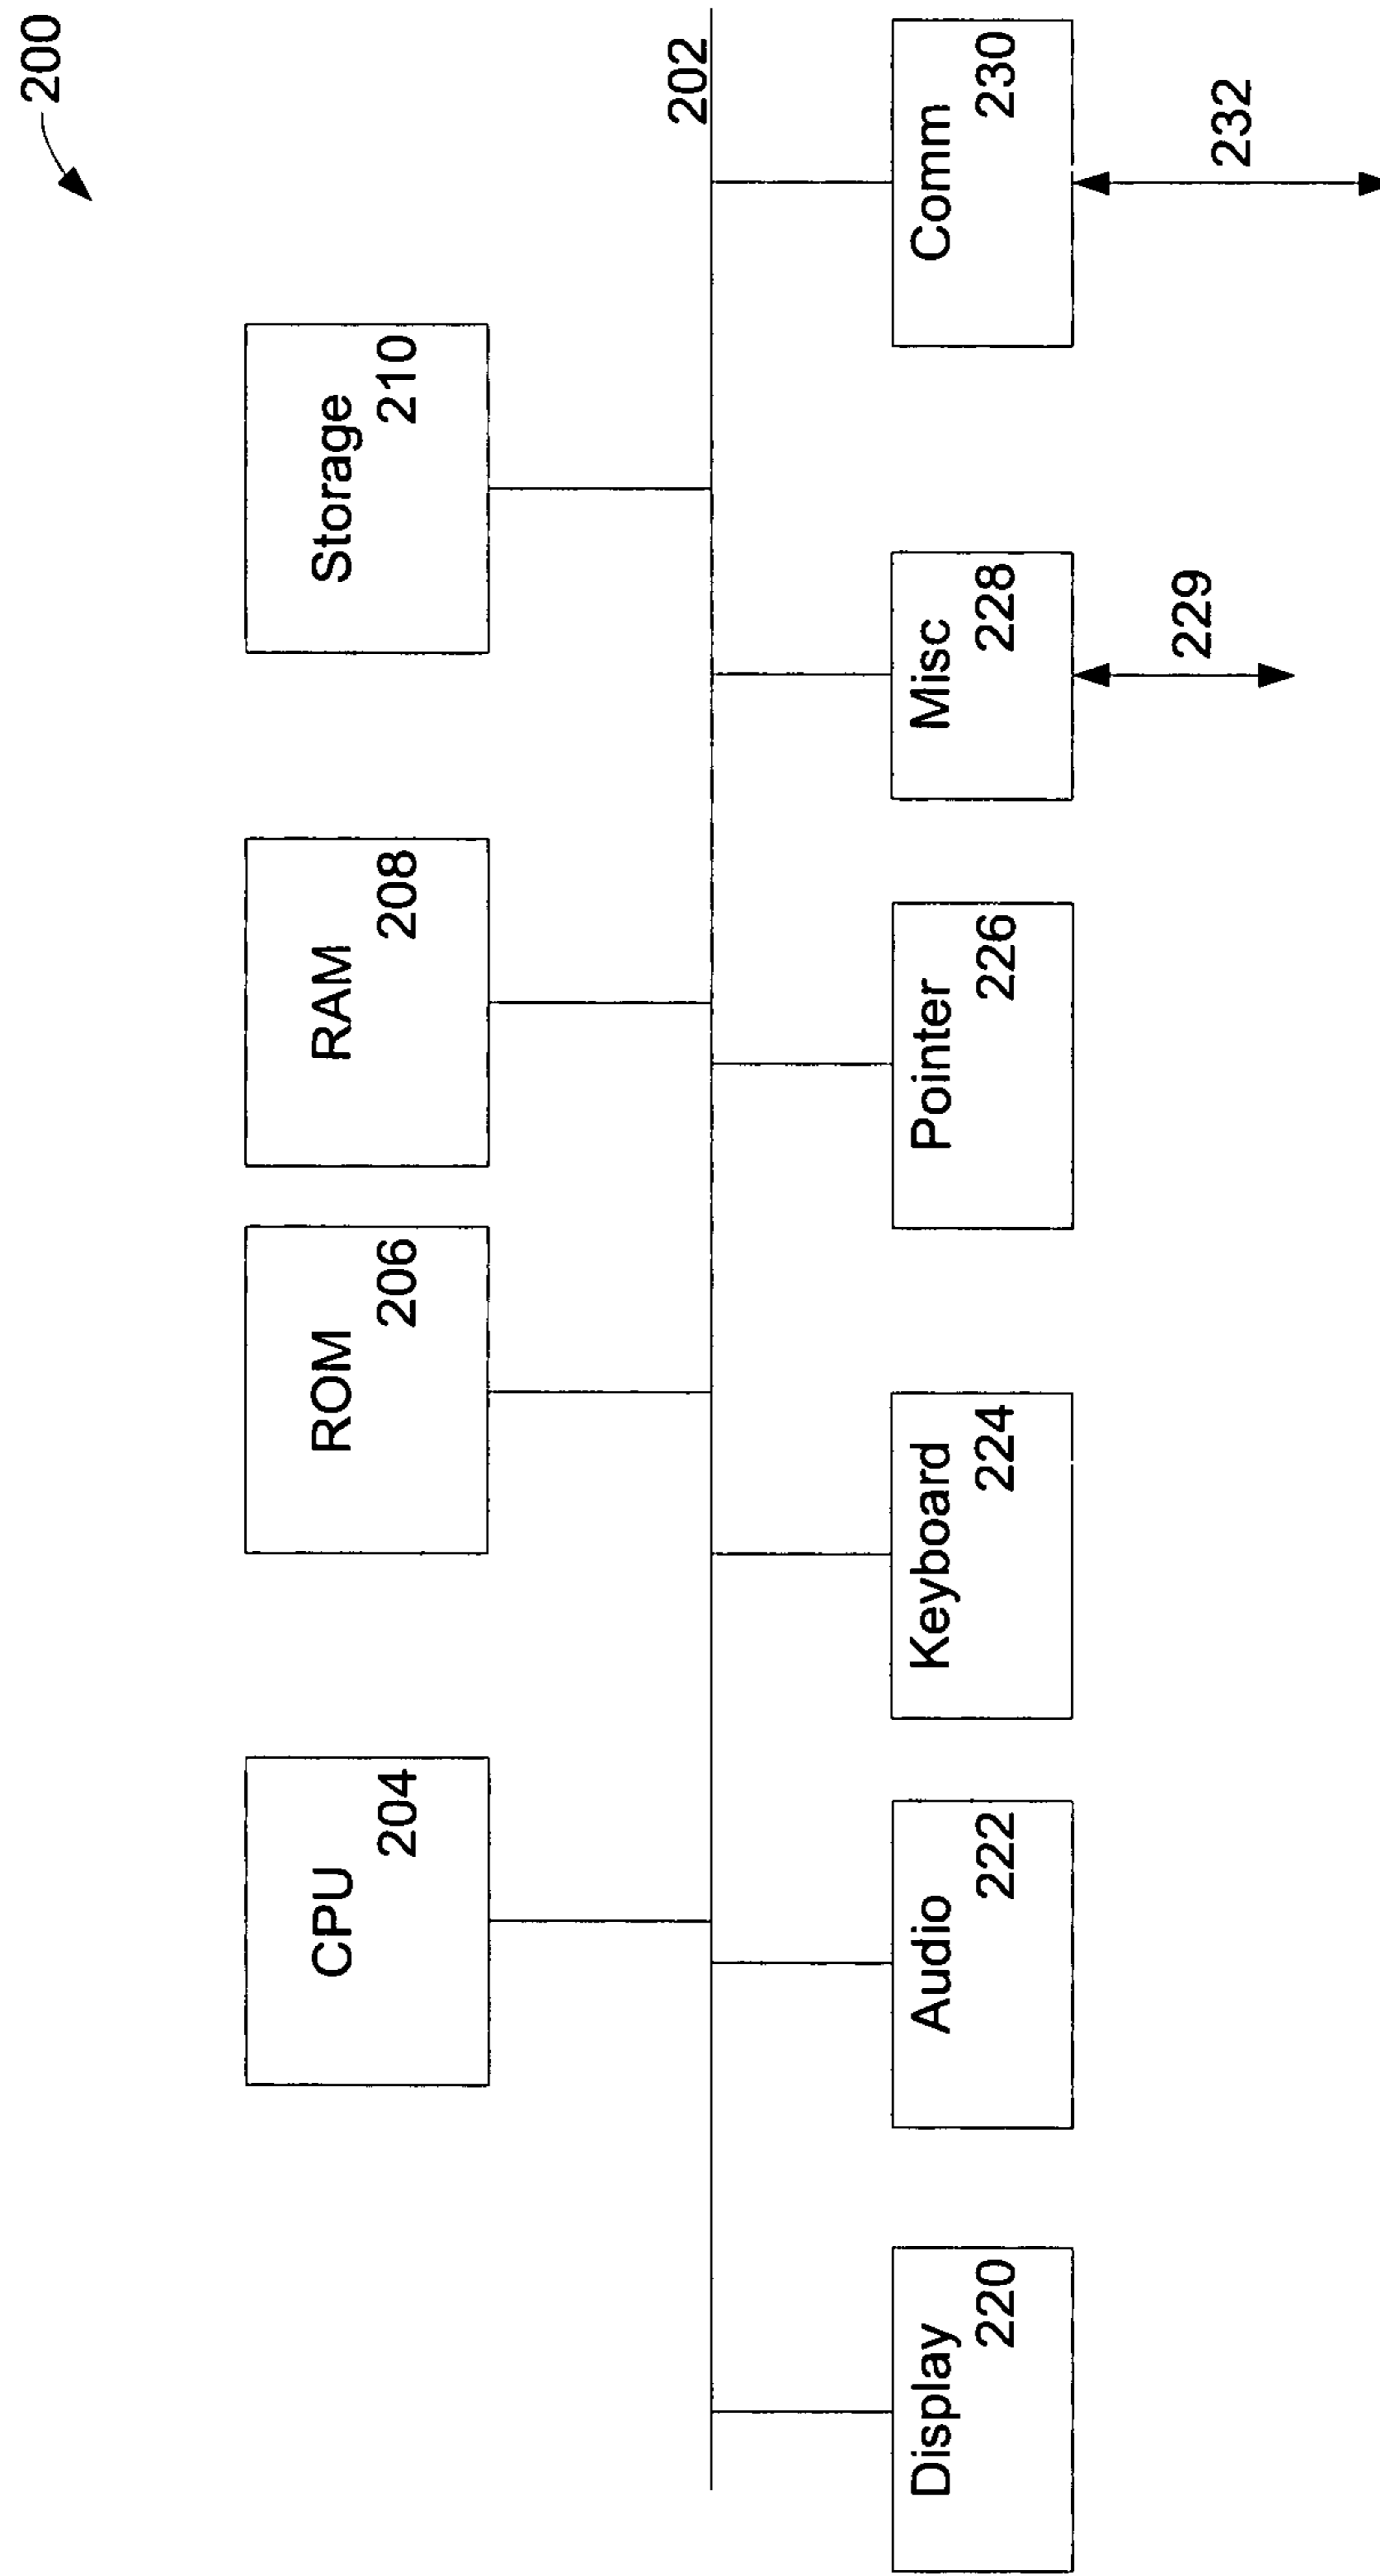 200
CPU
204
ROM
206
RAM
208
Storage
210
202
Display
220
Audio
222
Keyboard
224
Pointer
226
Misc
228
Comm
230
229
232